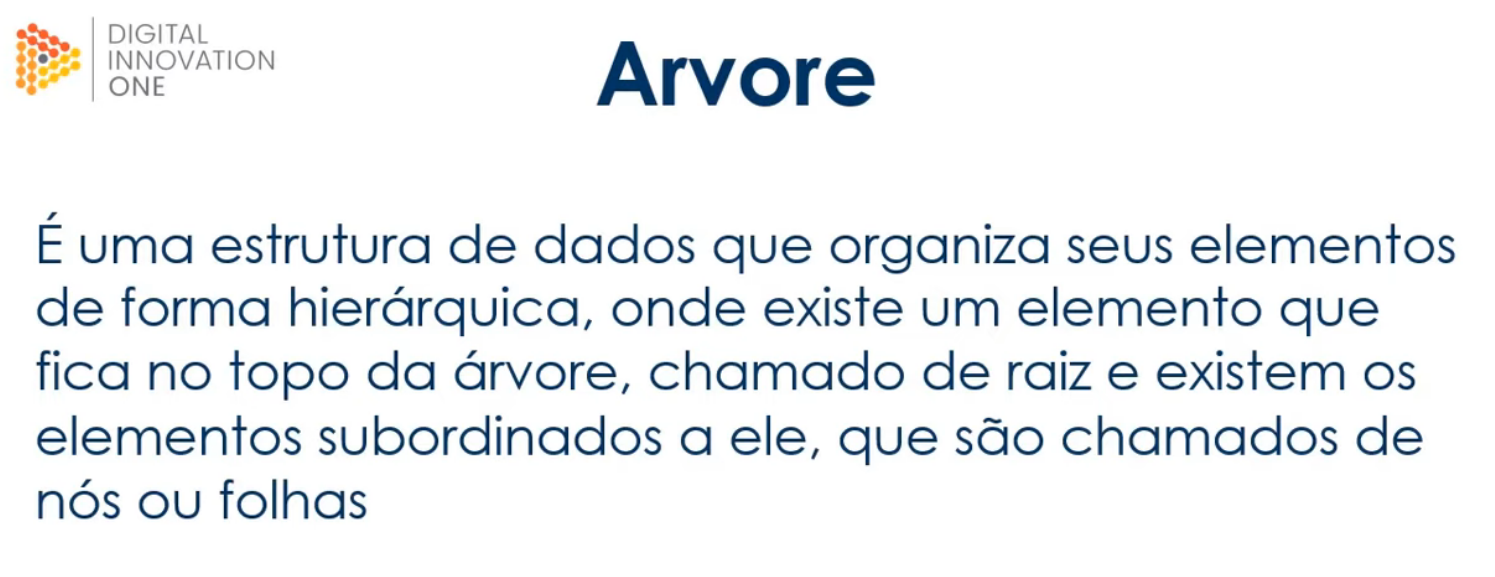 DIGITAL
INNOVATION
ONE
Arvore
É uma estrutura de dados que organiza seus elementos
de forma hierárquica, onde existe um elemento que
fica no topo da árvore, chamado de raiz e existem os
elementos subordinados a ele, que são chamados de
nós ou folhas